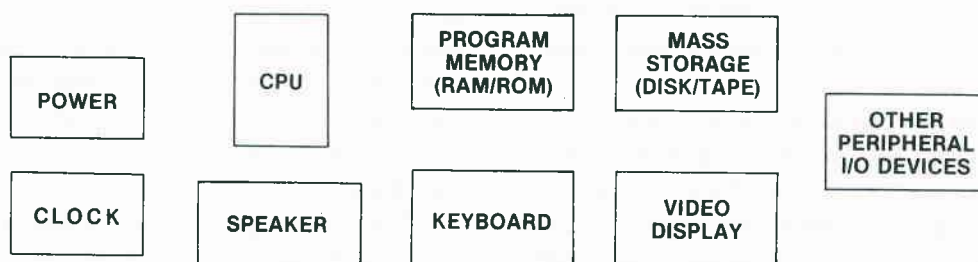 POWER
CPU
PROGRAM
MEMORY
(RAM/ROM)
MASS
STORAGE
(DISK/TAPE)
OTHER
PERIPHERAL
I/O DEVICES
CLOCK
SPEAKER
KEYBOARD
VIDEO
DISPLAY